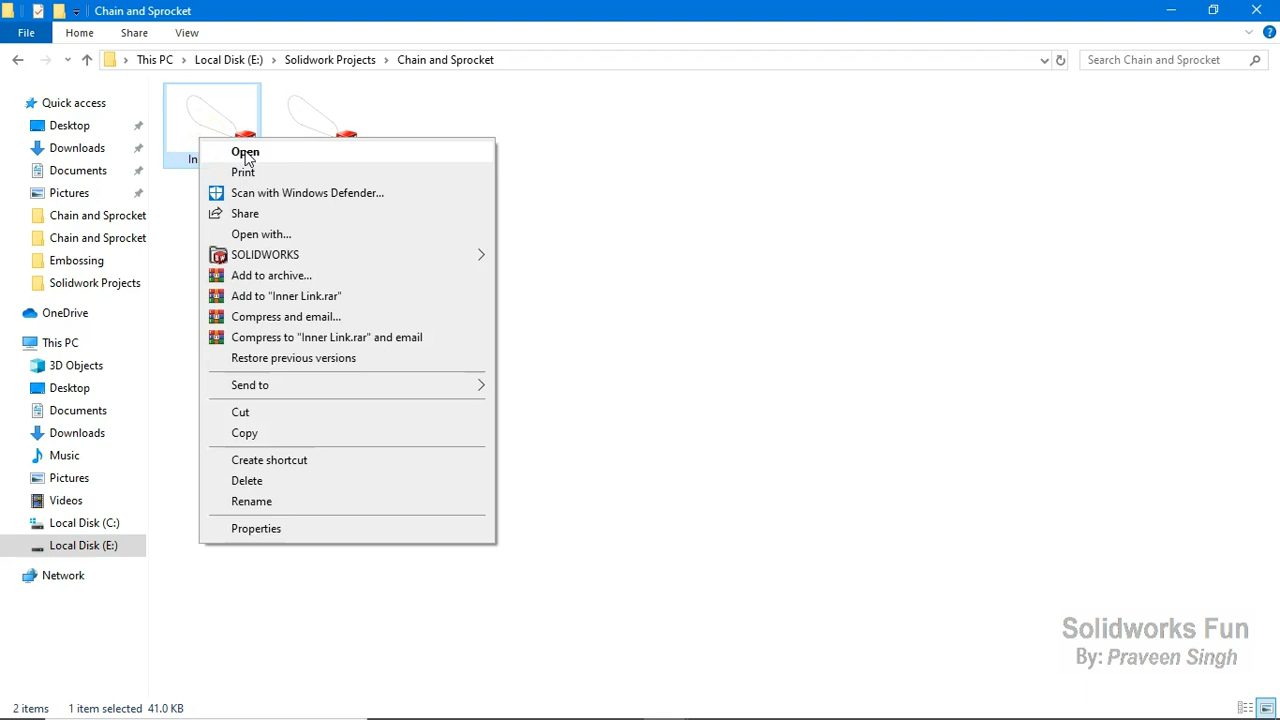 Chain and Sprocket
File Home Share View
This PC Local Disk (E:) Solidwork Projects Chain and Sprocket
Search Chain and Sprocket
Quick access
Desktop
Downloads
Documents
Pictures
Chain and Sprocket
Chain and Sprocket
Embossing
Solidwork Projects
OneDrive
This PC
3D Objects
Desktop
Documents
Downloads
Music
Pictures
Videos
Local Disk (C:)
Local Disk (E:)
Network
In
Open
Print
Scan with Windows Defender...
Share
Open with...
SOLIDWORKS
Add to archive...
Add to "Inner Link.rar"
Compress and email...
Compress to "Inner Link.rar" and email
Restore previous versions
Send to
Cut
Copy
Create shortcut
Delete
Rename
Properties
Solidworks Fun
By: Praveen Singh
2 items 1 item selected 41.0 KB